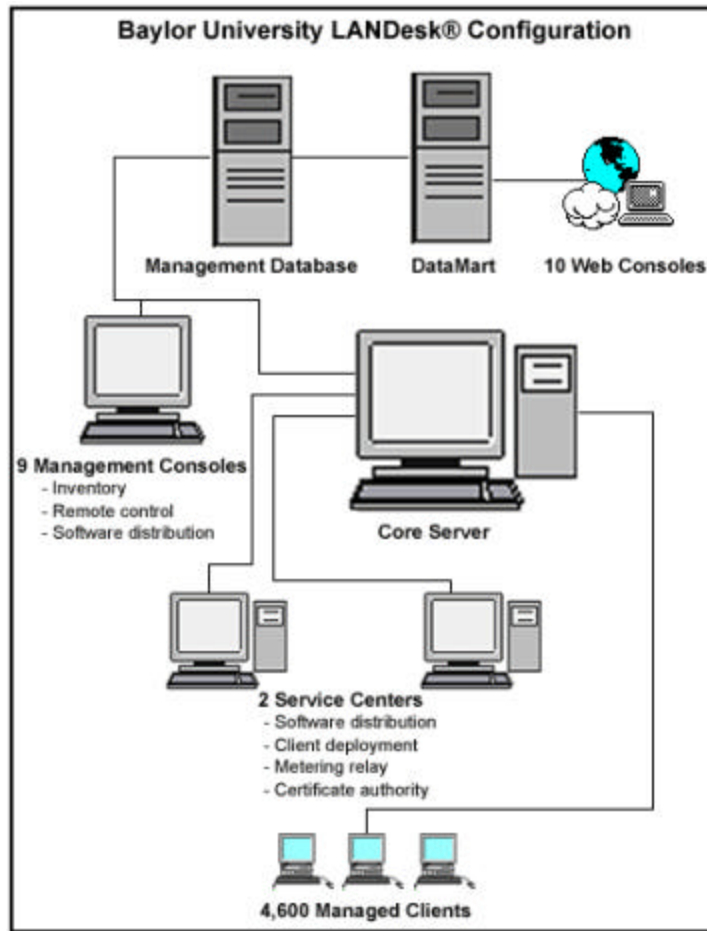 Baylor University LANDesk® Configuration
Management Database
DataMart
10 Web Consoles
9 Management Consoles
- Inventory
- Remote control
- Software distribution
Core Server
2 Service Centers
- Software distribution
- Client deployment
- Metering relay
- Certificate authority
4,600 Managed Clients